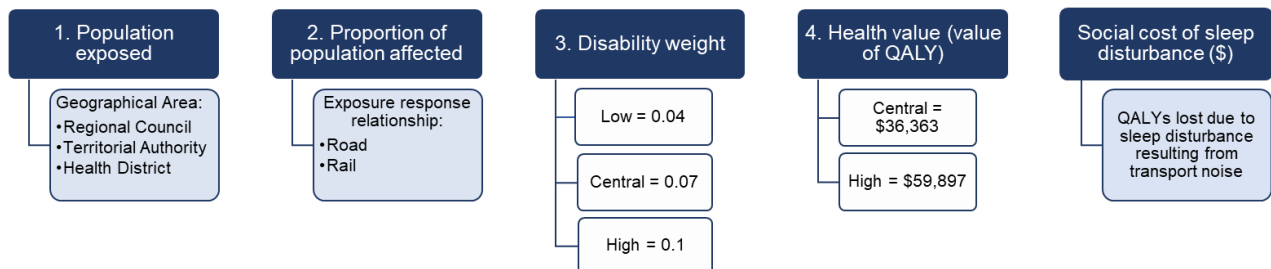 1. Population
exposed
Geographical Area:
•Regional Council
•Territorial Authority
•Health District
2. Proportion of
population affected
Exposure response
relationship:
•Road
•Rail
3. Disability weight
Low = 0.04
Central = 0.07
High = 0.1
4. Health value (value
of QALY)
Central =
$36,363
High = $59,897
Social cost of sleep
disturbance ($)
QALYs lost due to
sleep disturbance
resulting from
transport noise